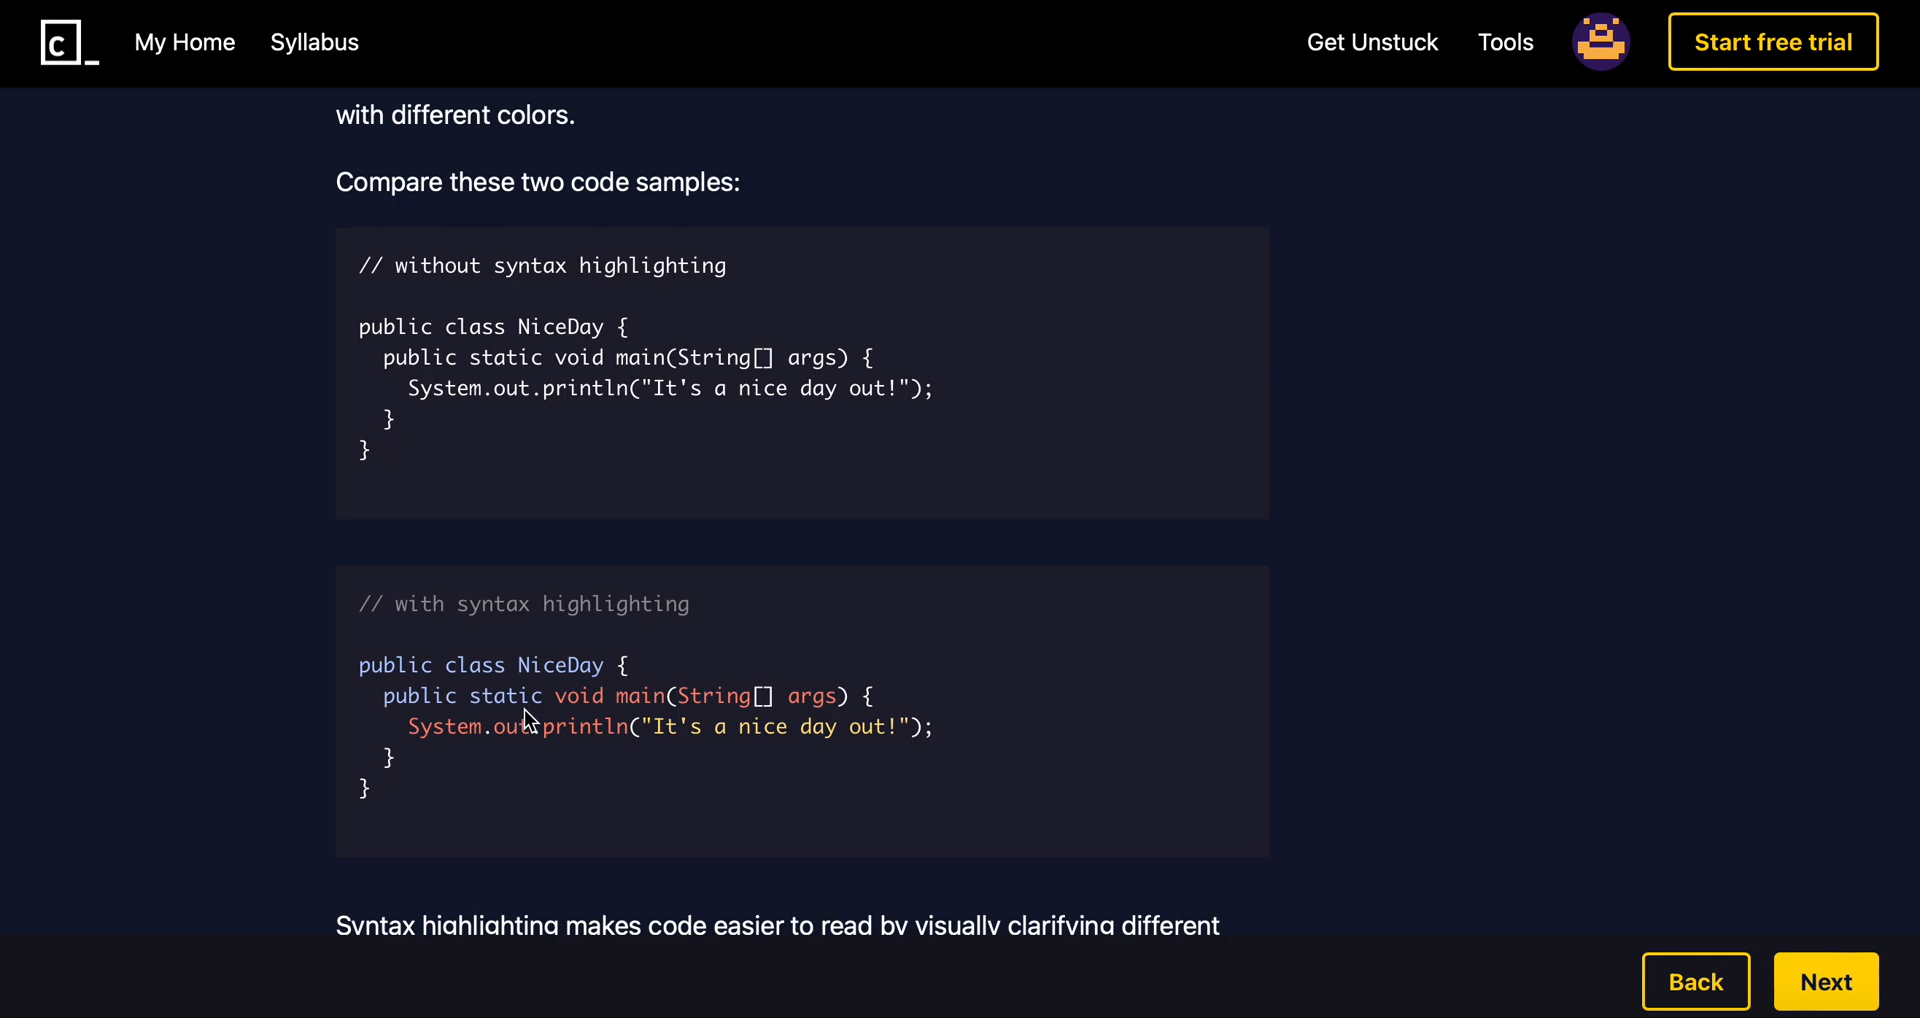 c_ My Home Syllabus Get Unstuck Tools Start free trial
with different colors.
Compare these two code samples:
// without syntax highlighting
public class NiceDay {
  public static void main(String[] args) {
    System.out.println("It's a nice day out!");
  }
}
// with syntax highlighting
public class NiceDay {
  public static void main(String[] args) {
    System.out.println("It's a nice day out!");
  }
}
Syntax highlighting makes code easier to read by visually clarifying different
Back Next